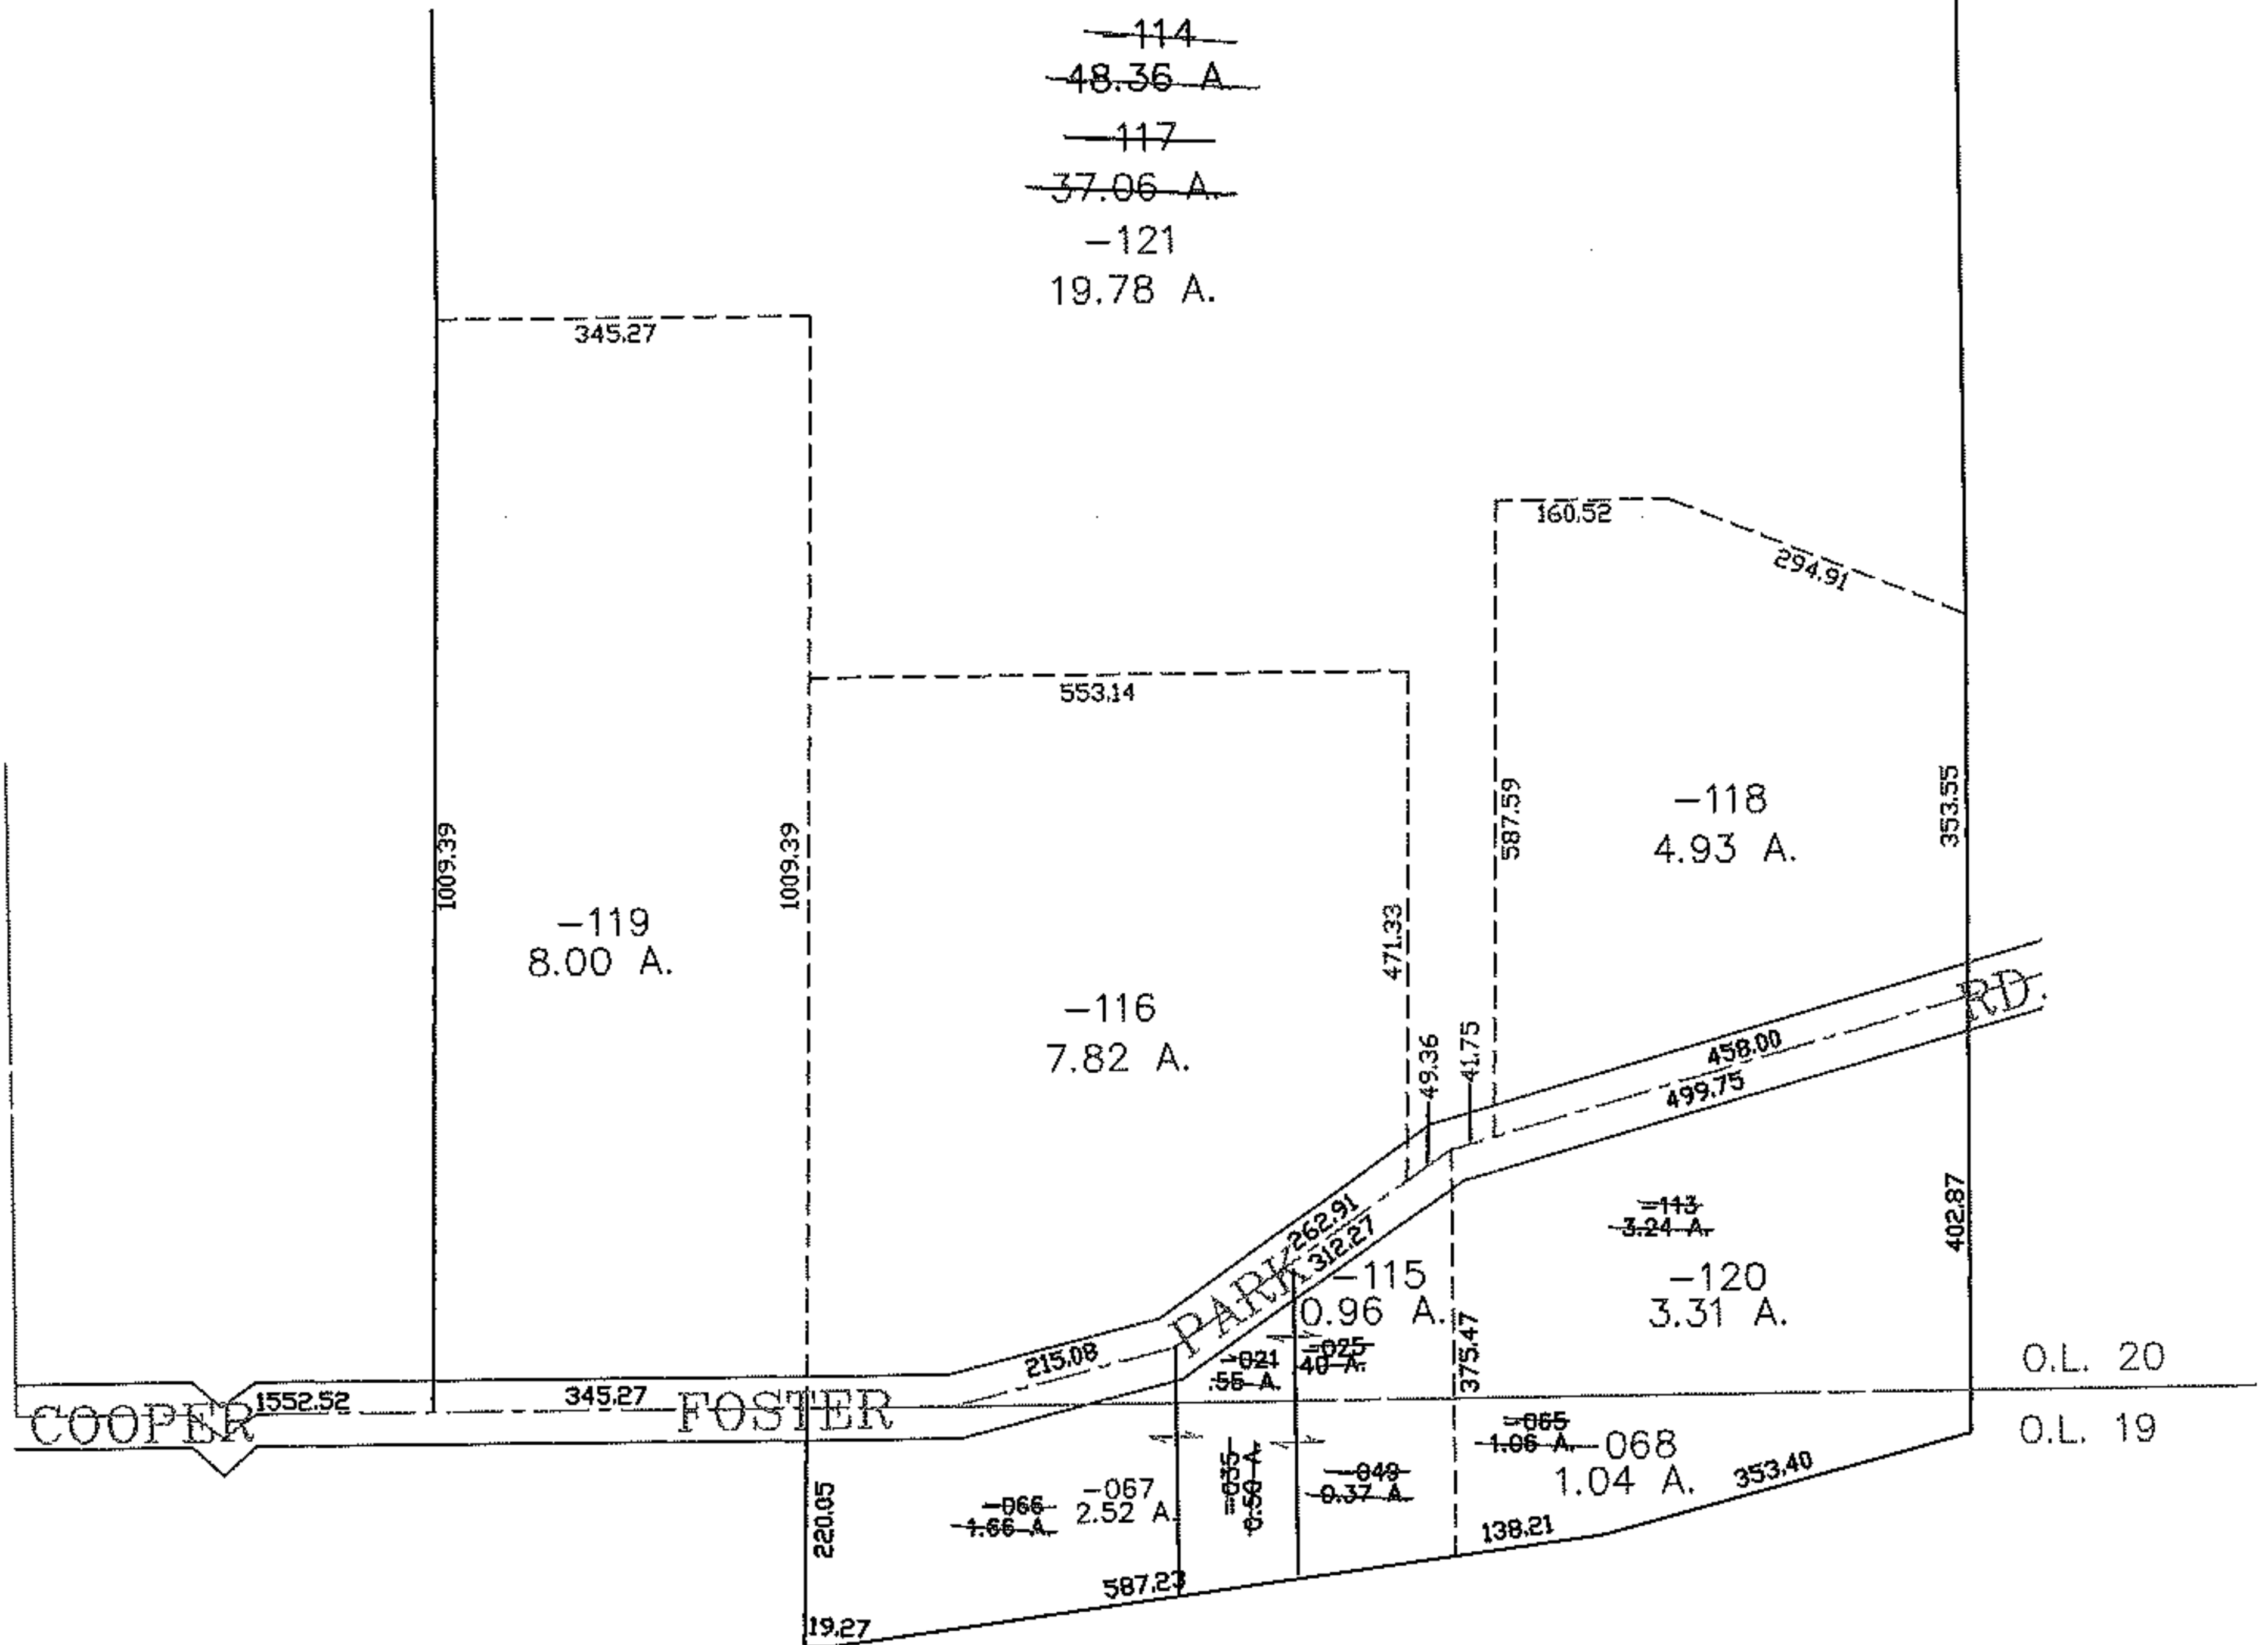 -114
48.36 A
-117
37.06 A.
-121
19.78 A.
345.27
160.52
294.91
553.14
1009.39
1009.39
587.59
-118
4.93 A.
353.55
-119
8.00 A.
471.33
-116
7.82 A.
49.36
41.75
458.00
499.75
RD.
262.91
312.27
PARK
-113
3.24 A.
402.87
-115
0.96 A.
-120
3.31 A.
215.08
-021
.55 A.
-025
.40 A.
375.47
O.L. 20
COOPER
1552.52
345.27
FOSTER
O.L. 19
-065
1.06 A.
068
1.04 A.
353.40
220.05
-066
1.66 A.
-067
2.52 A.
-035
0.50 A.
-049
0.37 A.
138.21
587.23
19.27